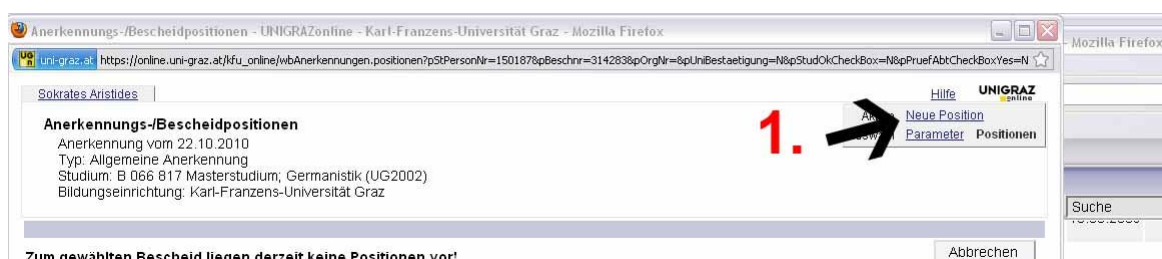 Anerkennungs-/Bescheidpositionen - UNIGRAZonline - Karl-Franzens-Universität Graz - Mozilla Firefox
- Mozilla Firefox
UG
uni-graz.at https://online.uni-graz.at/kfu_online/wbAnerkennungen.positionen?pStPersonNr=150187&pBeschnr=314283&pOrgNr=&pUniBestaetigung=N&pStudOkCheckBox=N&pPruefAbtCheckBoxYes=N
Sokrates Aristides
Hilfe UNIGRAZ
online
Anerkennungs-/Bescheidpositionen
1.
Neue Position
Anerkennung vom 22.10.2010
Parameter Positionen
Typ: Allgemeine Anerkennung
Studium: B 066 817 Masterstudium; Germanistik (UG2002)
Bildungseinrichtung: Karl-Franzens-Universität Graz
Suche
Zum gewählten Bescheid liegen derzeit keine Positionen vor!
Abbrechen